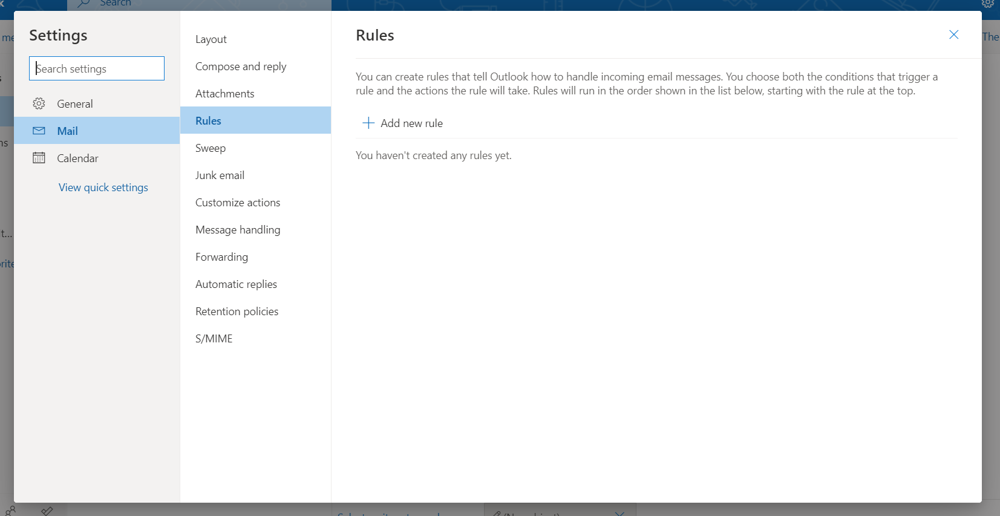 Search
Settings
Search settings
General
Mail
Calendar
View quick settings
Layout
Compose and reply
Attachments
Rules
Sweep
Junk email
Customize actions
Message handling
Forwarding
Automatic replies
Retention policies
S/MIME
Rules
You can create rules that tell Outlook how to handle incoming email messages. You choose both the conditions that trigger a
rule and the actions the rule will take. Rules will run in the order shown in the list below, starting with the rule at the top.
Add new rule
You haven't created any rules yet.
The